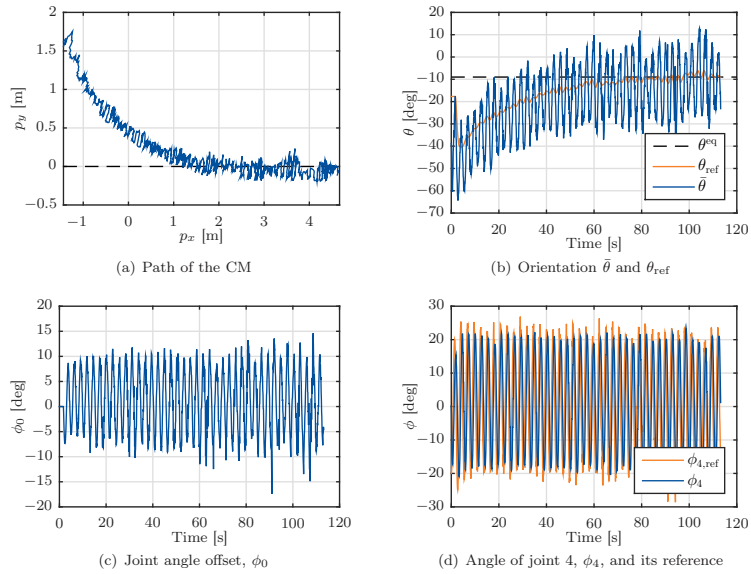 2
1.5
1
0.5
0
−0.5
p_y [m]
−1 0 1 2 3 4
p_x [m]
(a) Path of the CM
20
10
0
−10
−20
−30
−40
−50
−60
−70
θ [deg]
θ^eq
θ_ref
θ̄
0 20 40 60 80 100 120
Time [s]
(b) Orientation θ̄ and θ_ref
20
15
10
5
0
−5
−10
−15
−20
ϕ_0 [deg]
0 20 40 60 80 100 120
Time [s]
(c) Joint angle offset, ϕ_0
30
20
10
0
−10
−20
−30
ϕ [deg]
ϕ_4,ref
ϕ_4
0 20 40 60 80 100 120
Time [s]
(d) Angle of joint 4, ϕ_4, and its reference